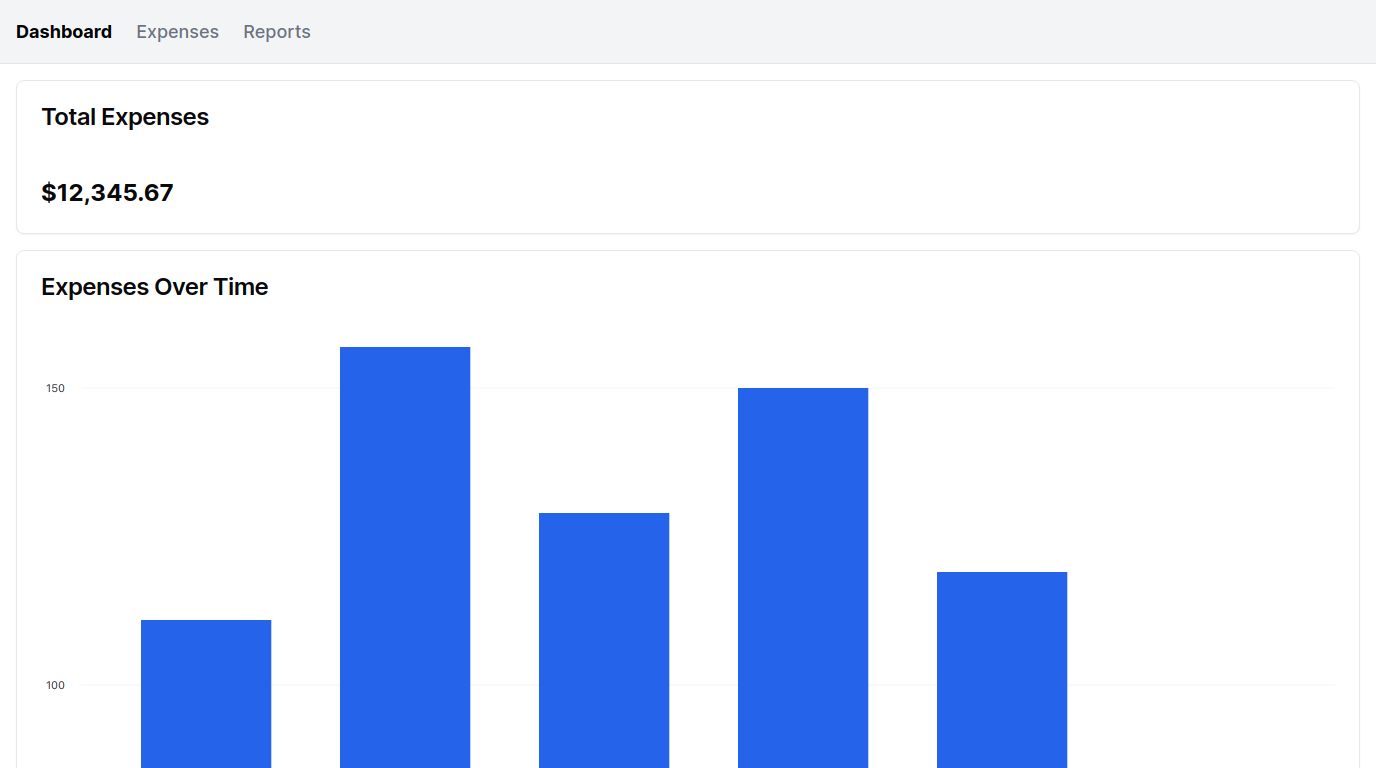 Dashboard Expenses Reports
Total Expenses
$12,345.67
Expenses Over Time
150
100